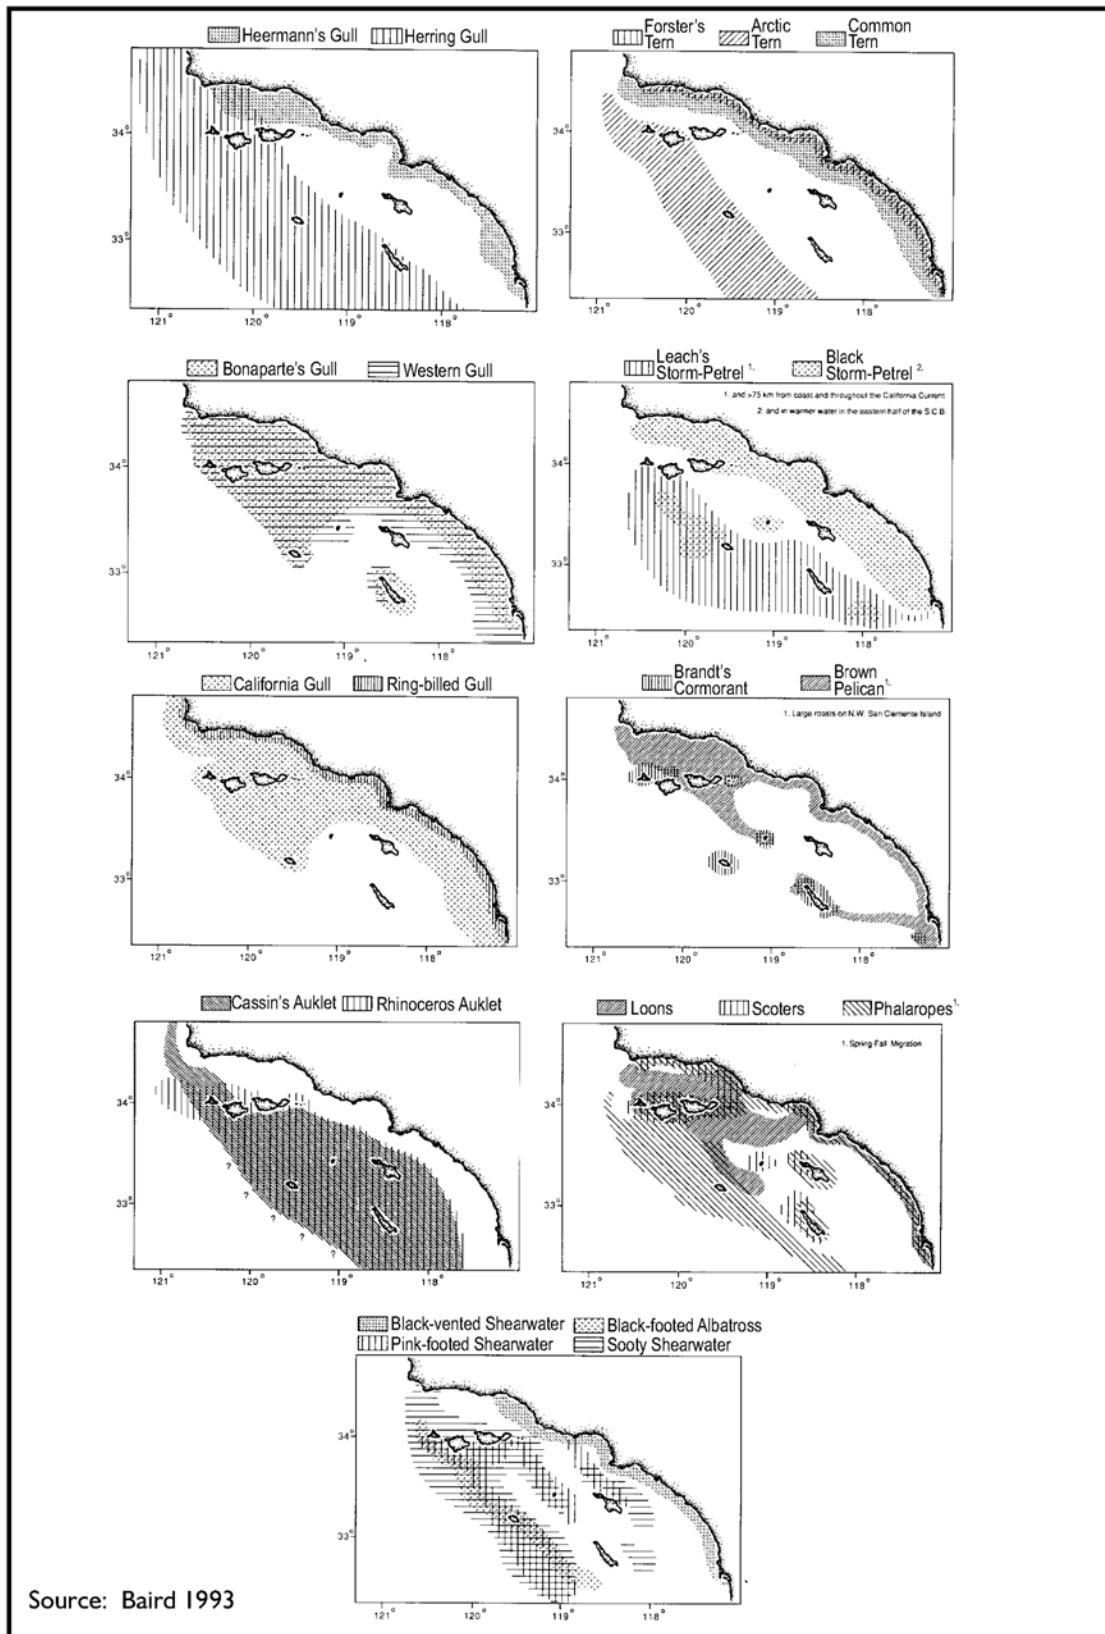 Heermann's Gull Herring Gull
34°
33°
121° 120° 119° 118°
Forster's Tern Arctic Tern Common Tern
34°
33°
121° 120° 119° 118°
Bonaparte's Gull Western Gull
34°
33°
121° 120° 119° 118°
Leach's Storm-Petrel 1. Black Storm-Petrel 2.
1. and >75 km from coast and throughout the California Current
2. and in warmer water in the eastern half of the S.C.B.
34°
33°
121° 120° 119° 118°
California Gull Ring-billed Gull
34°
33°
121° 120° 119° 118°
Brandt's Cormorant Brown Pelican 1.
1. Large roasts on N.W. San Clemente Island
34°
33°
121° 120° 119° 118°
Cassin's Auklet Rhinoceros Auklet
34°
33°
? ? ? ?
121° 120° 119° 118°
Loons Scoters Phalaropes 1.
1. Spring-Fall Migration
34°
33°
121° 120° 119° 118°
Black-vented Shearwater Black-footed Albatross
Pink-footed Shearwater Sooty Shearwater
34°
33°
121° 120° 119° 118°
Source: Baird 1993